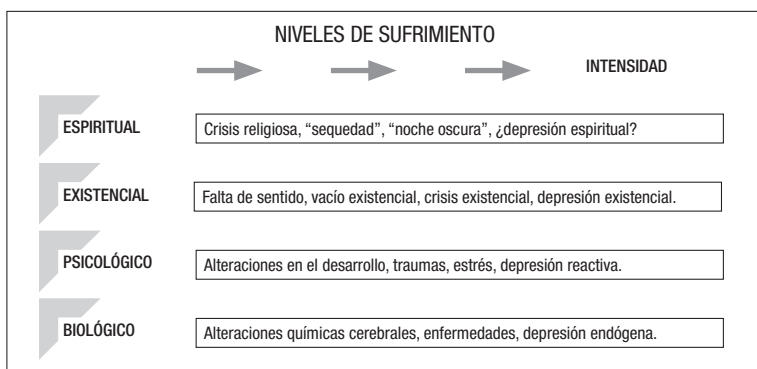 NIVELES DE SUFRIMIENTO
INTENSIDAD
ESPIRITUAL
Crisis religiosa, “sequedad”, “noche oscura”, ¿depresión espiritual?
EXISTENCIAL
Falta de sentido, vacío existencial, crisis existencial, depresión existencial.
PSICOLÓGICO
Alteraciones en el desarrollo, traumas, estrés, depresión reactiva.
BIOLÓGICO
Alteraciones químicas cerebrales, enfermedades, depresión endógena.